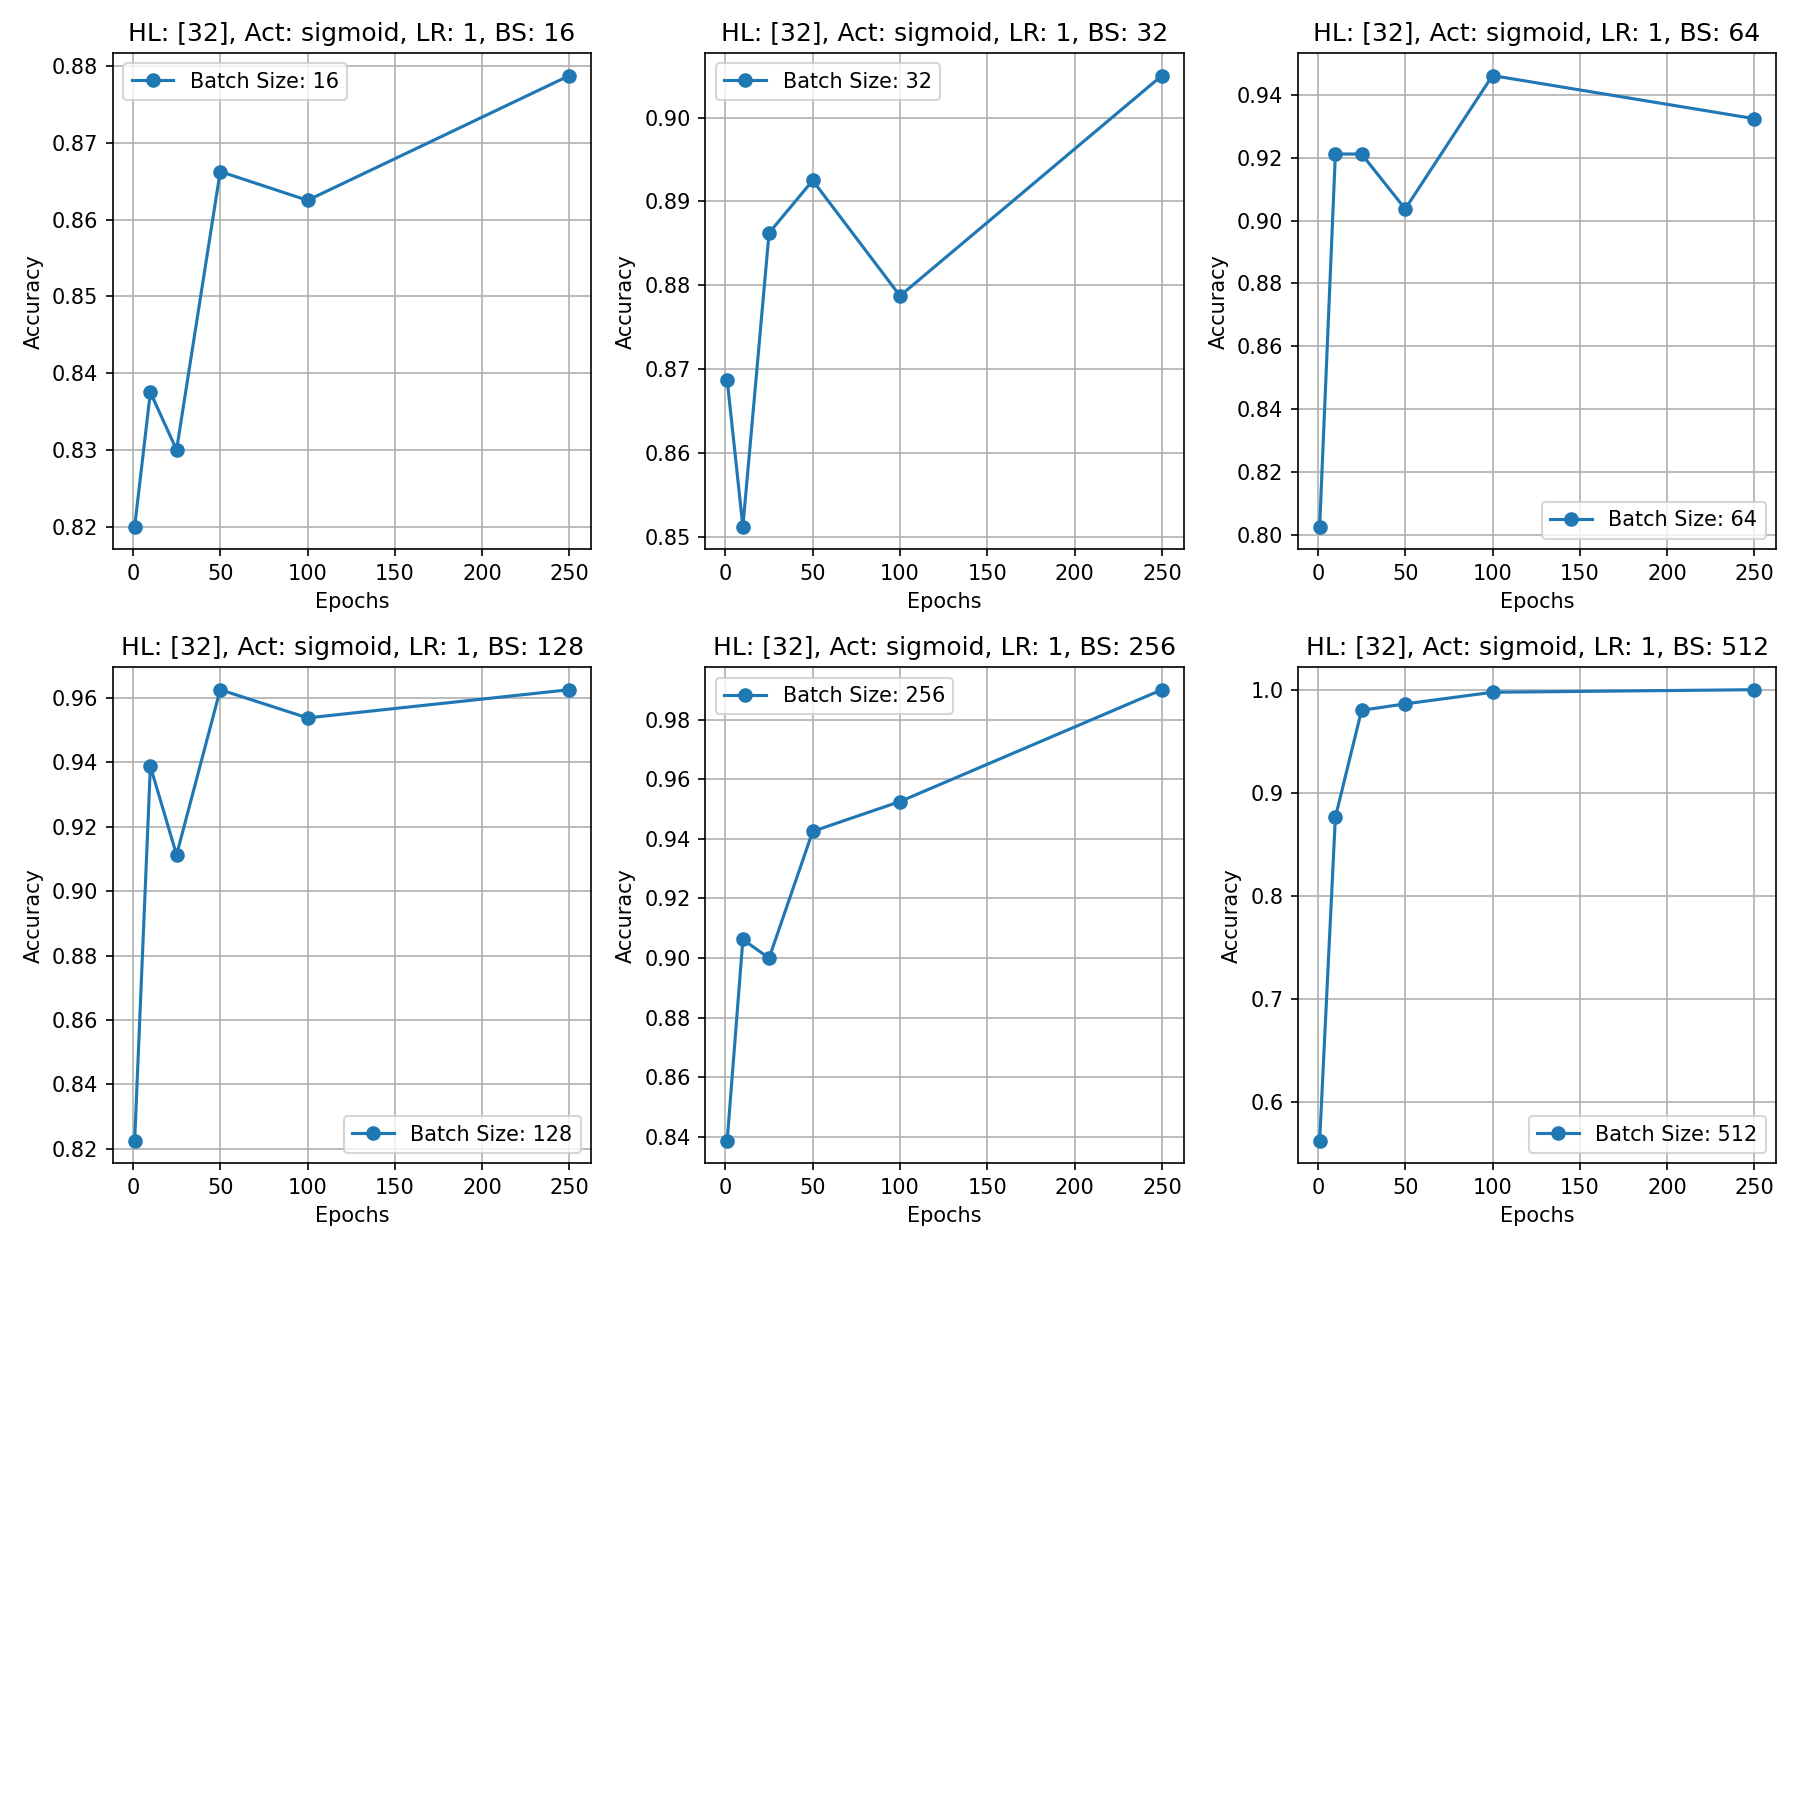 HL: [32], Act: sigmoid, LR: 1, BS: 16
Batch Size: 16
0.88
0.87
0.86
0.85
0.84
0.83
0.82
Accuracy
0 50 100 150 200 250
Epochs
HL: [32], Act: sigmoid, LR: 1, BS: 32
Batch Size: 32
0.90
0.89
0.88
0.87
0.86
0.85
Accuracy
0 50 100 150 200 250
Epochs
HL: [32], Act: sigmoid, LR: 1, BS: 64
0.94
0.92
0.90
0.88
0.86
0.84
0.82
0.80
Accuracy
Batch Size: 64
0 50 100 150 200 250
Epochs
HL: [32], Act: sigmoid, LR: 1, BS: 128
0.96
0.94
0.92
0.90
0.88
0.86
0.84
0.82
Accuracy
Batch Size: 128
0 50 100 150 200 250
Epochs
HL: [32], Act: sigmoid, LR: 1, BS: 256
Batch Size: 256
0.98
0.96
0.94
0.92
0.90
0.88
0.86
0.84
Accuracy
0 50 100 150 200 250
Epochs
HL: [32], Act: sigmoid, LR: 1, BS: 512
1.0
0.9
0.8
0.7
0.6
Accuracy
Batch Size: 512
0 50 100 150 200 250
Epochs